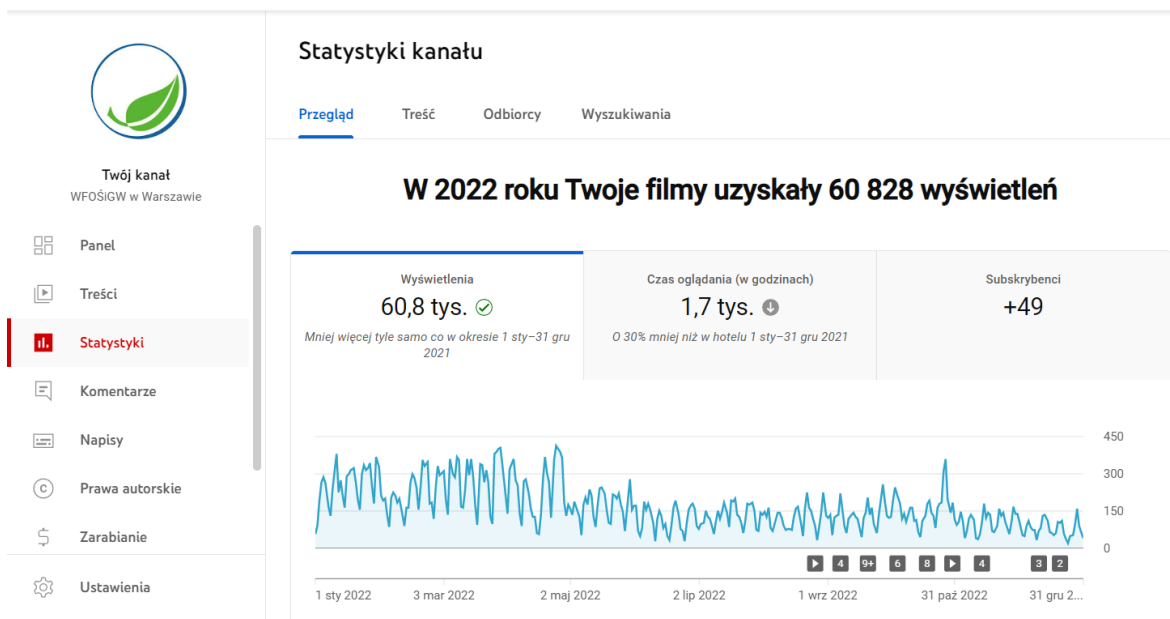 Statystyki kanału
Przegląd Treść Odbiorcy Wyszukiwania
Twój kanał
WFOŚiGW w Warszawie
Panel
Treści
Statystyki
Komentarze
Napisy
Prawa autorskie
Zarabianie
Ustawienia
W 2022 roku Twoje filmy uzyskały 60 828 wyświetleń
Wyświetlenia
60,8 tys.
Mniej więcej tyle samo co w okresie 1 sty–31 gru
2021
Czas oglądania (w godzinach)
1,7 tys.
O 30% mniej niż w hotelu 1 sty–31 gru 2021
Subskrybenci
+49
450
300
150
0
4 9+ 6 8 4 3 2
1 sty 2022 3 mar 2022 2 maj 2022 2 lip 2022 1 wrz 2022 31 paź 2022 31 gru 2...